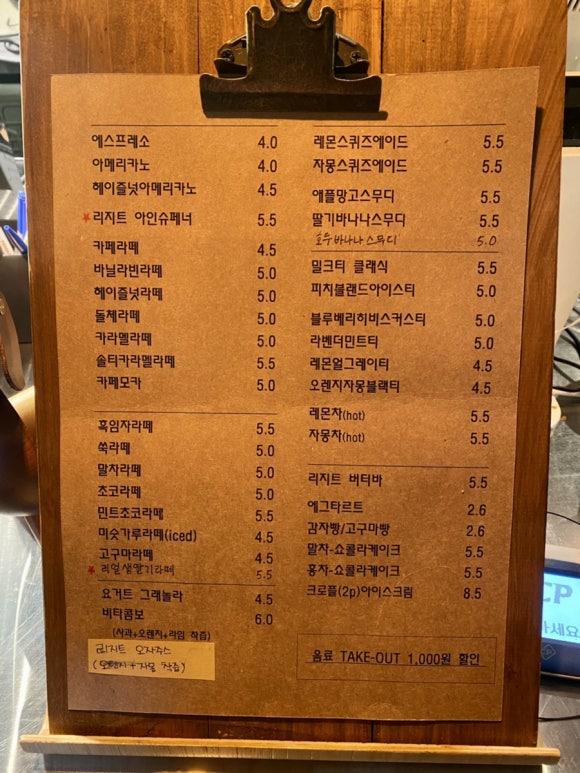 에스프레소 4.0
아메리카노 4.0
헤이즐넛아메리카노 4.5
★리지트 아인슈페너 5.5
카페라떼 4.5
바닐라빈라떼 5.0
헤이즐넛라떼 5.0
돌체라떼 5.0
카라멜라떼 5.0
솔티카라멜라떼 5.5
카페모카 5.0
흑임자라떼 5.5
쑥라떼 5.0
말차라떼 5.0
초코라떼 5.0
민트초코라떼 5.5
미숫가루라떼(iced) 4.5
고구마라떼 4.5
★리얼생딸기라떼 5.5
요거트 그래놀라 4.5
비타콤보 6.0
(사과+오렌지+라임 착즙)
리지트 오자주스
(오렌지+자몽 착즙)
레몬스퀴즈에이드 5.5
자몽스퀴즈에이드 5.5
애플망고스무디 5.5
딸기바나나스무디 5.5
호두바나나스무디 5.0
밀크티 클래식 5.5
피치블랜드아이스티 5.0
블루베리히비스커스티 5.0
라벤더민트티 5.0
레몬얼그레이티 4.5
오렌지자몽블랙티 4.5
레몬차(hot) 5.5
자몽차(hot) 5.5
리지트 버터바 5.5
에그타르트 2.6
감자빵/고구마빵 2.6
말차-쇼콜라케이크 5.5
홍차-쇼콜라케이크 5.5
크로플(2p)아이스크림 8.5
음료 TAKE-OUT 1,000원 할인
CP
하세요